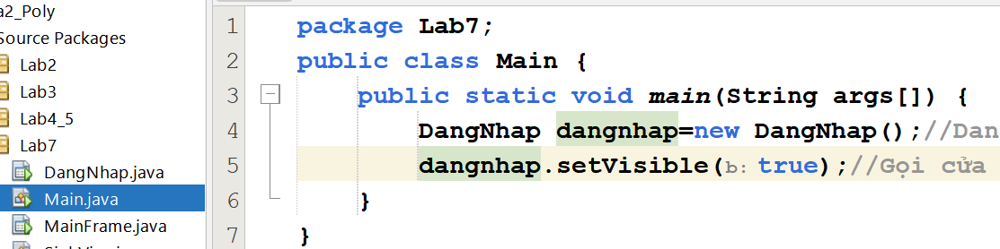 a2_Poly
Source Packages
Lab2
Lab3
Lab4_5
Lab7
DangNhap.java
Main.java
MainFrame.java
1 package Lab7;
2 public class Main {
3 public static void main(String args[]) {
4 DangNhap dangnhap=new DangNhap();//Dan
5 dangnhap.setVisible(b: true);//Gọi cửa
6 }
7 }